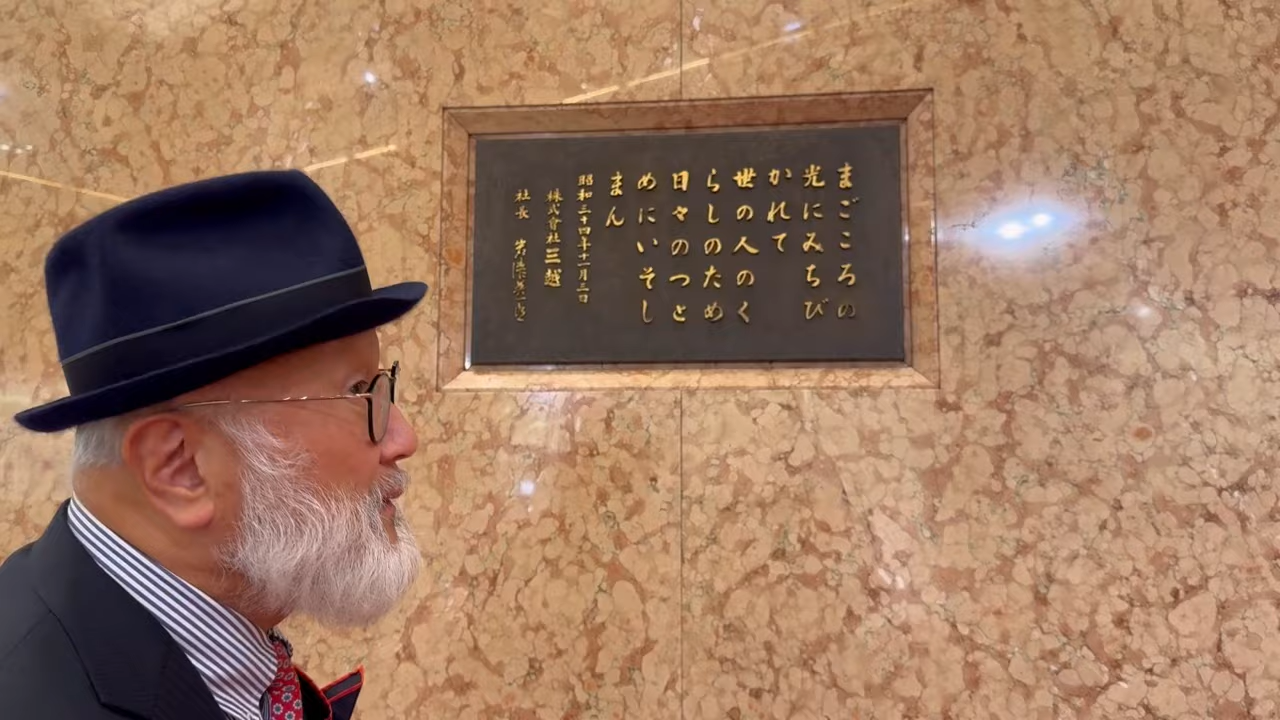 まごころの
光にみちび
かれて
世の人のく
らしのため
日々のつと
めにいそし
まん
昭和三十四年十一月三日
株式會社三越
社長